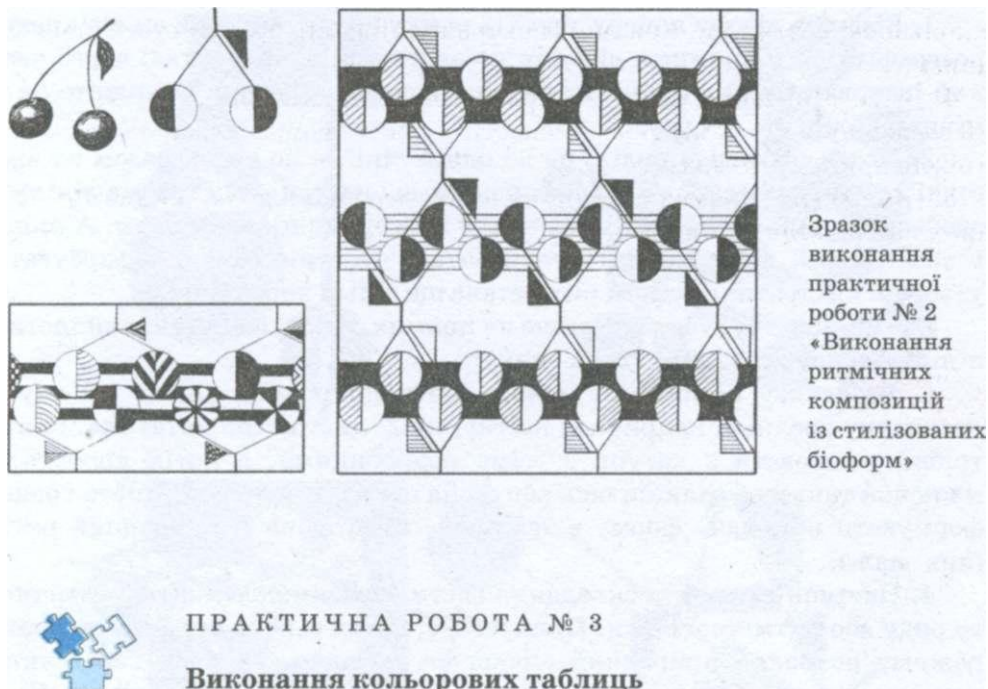 Зразок
виконання
практичної
роботи № 2
«Виконання
ритмічних
композицій
із стилізованих
біоформ»
ПРАКТИЧНА РОБОТА № 3
Виконання кольорових таблиць